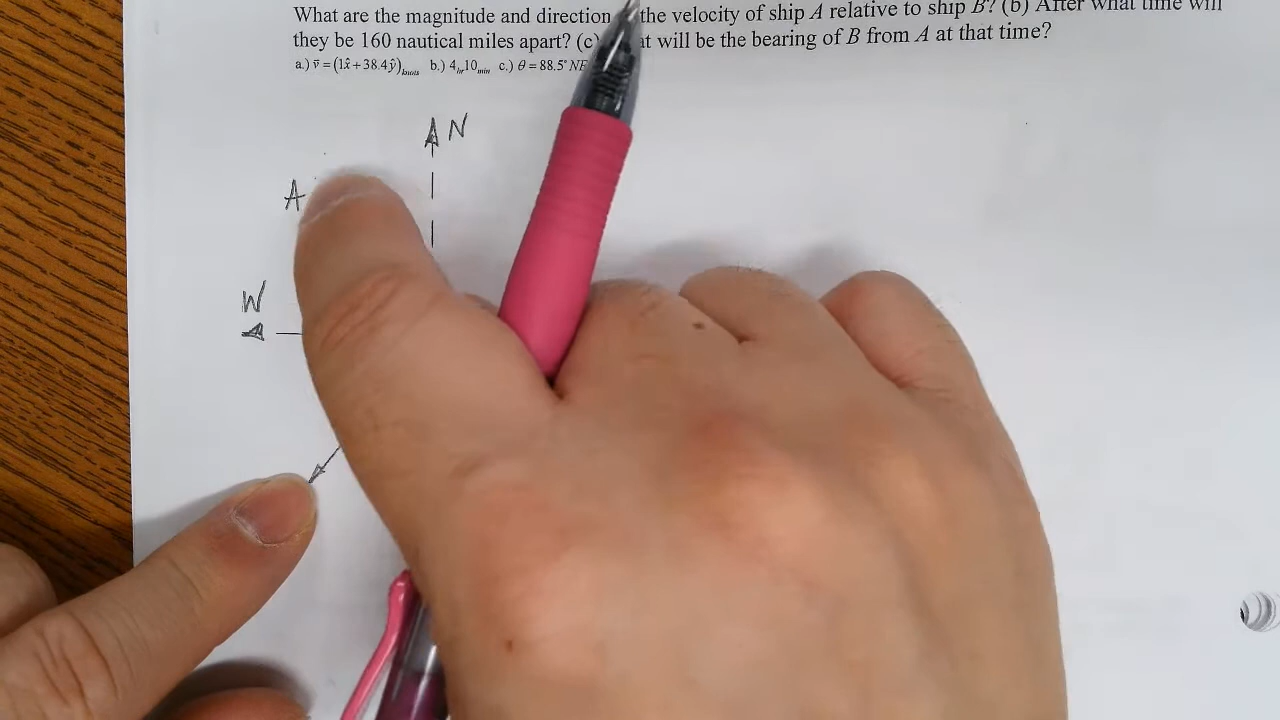 What are the magnitude and direction the velocity of ship A relative to ship B? (b) After what time will
they be 160 nautical miles apart? (c) at will be the bearing of B from A at that time?
a.) v̄ = (1x̂ + 38.4ŷ)knots b.) 4hr10min c.) θ = 88.5° NE
N
A
W